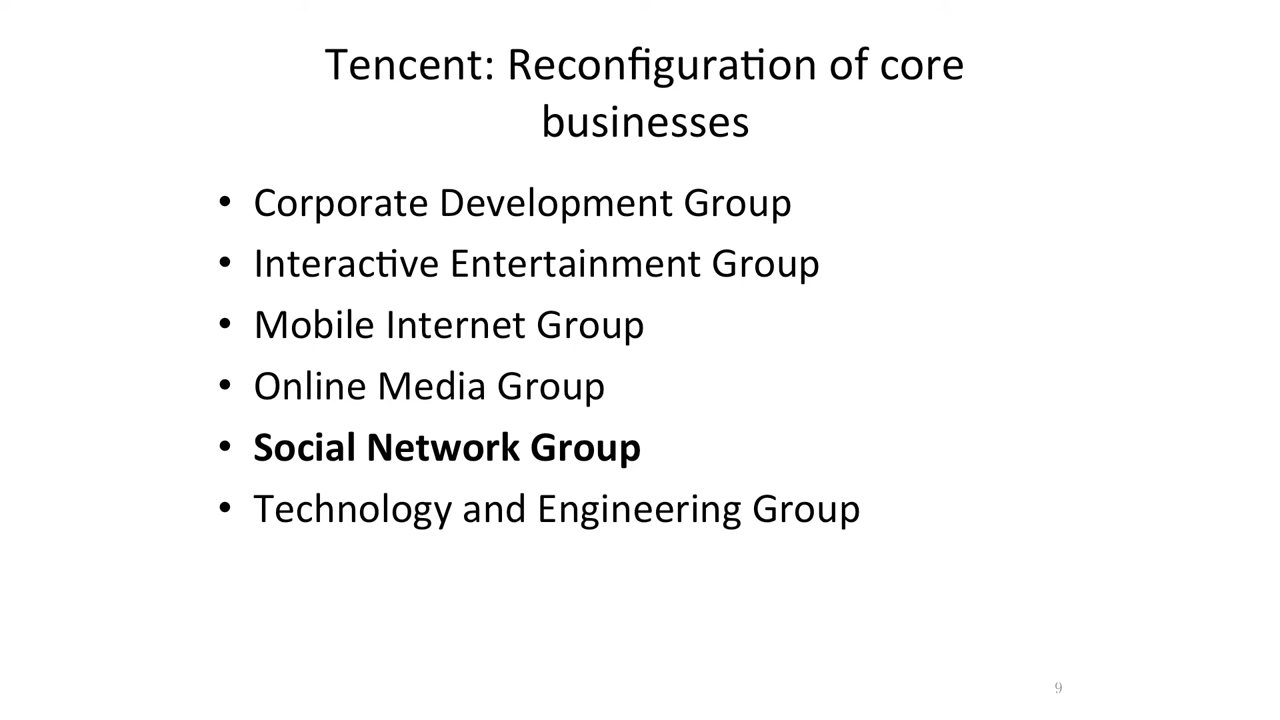 Tencent: Reconfiguration of core
businesses
• Corporate Development Group
• Interactive Entertainment Group
• Mobile Internet Group
• Online Media Group
• Social Network Group
• Technology and Engineering Group
9